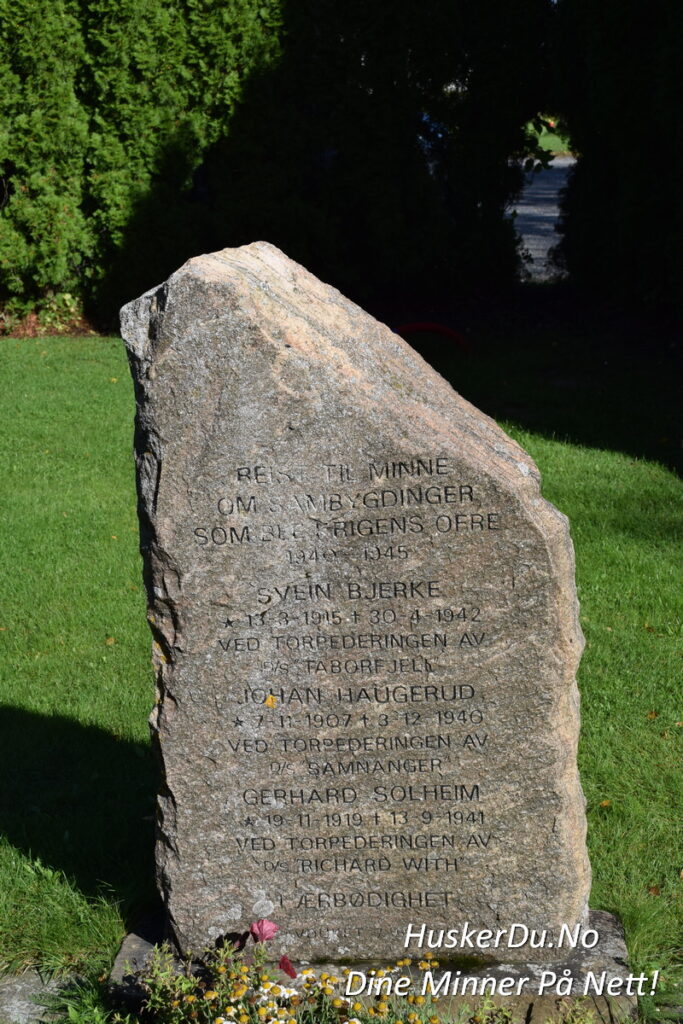 REIST TIL MINNE
OM SAMBYGDINGER
SOM BLE KRIGENS OFRE
1940 - 1945
SVEIN BJERKE
* 13-3-1915 + 30-4-1942
VED TORPEDERINGEN AV
D/S "TABORFJELL"
JOHAN HAUGERUD
* 7-11-1907 + 3-12-1940
VED TORPEDERINGEN AV
D/S "SAMNANGER"
GERHARD SOLHEIM
* 19-11-1919 + 13-9-1941
VED TORPEDERINGEN AV
D/S "RICHARD WITH"
I ÆRBØDIGHET
HuskerDu.No
Dine Minner På Nett!